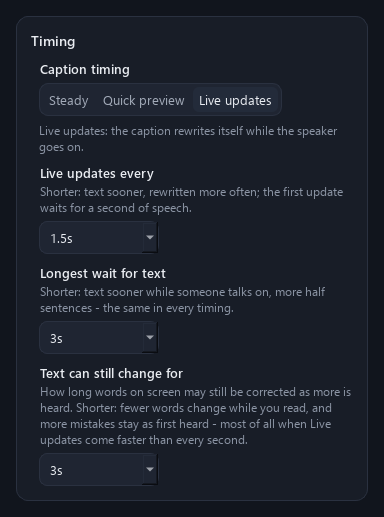 Timing
Caption timing
Steady
Quick preview
Live updates
Live updates: the caption rewrites itself while the speaker
goes on.
Live updates every
Shorter: text sooner, rewritten more often; the first update
waits for a second of speech.
1.5s
Longest wait for text
Shorter: text sooner while someone talks on, more half
sentences - the same in every timing.
3s
Text can still change for
How long words on screen may still be corrected as more is
heard. Shorter: fewer words change while you read, and
more mistakes stay as first heard - most of all when Live
updates come faster than every second.
3s